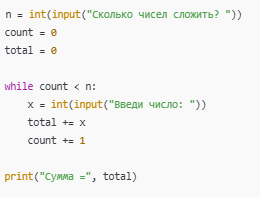 n = int(input("Сколько чисел сложить? "))
count = 0
total = 0

while count < n:
    x = int(input("Введи число: "))
    total += x
    count += 1

print("Сумма =", total)